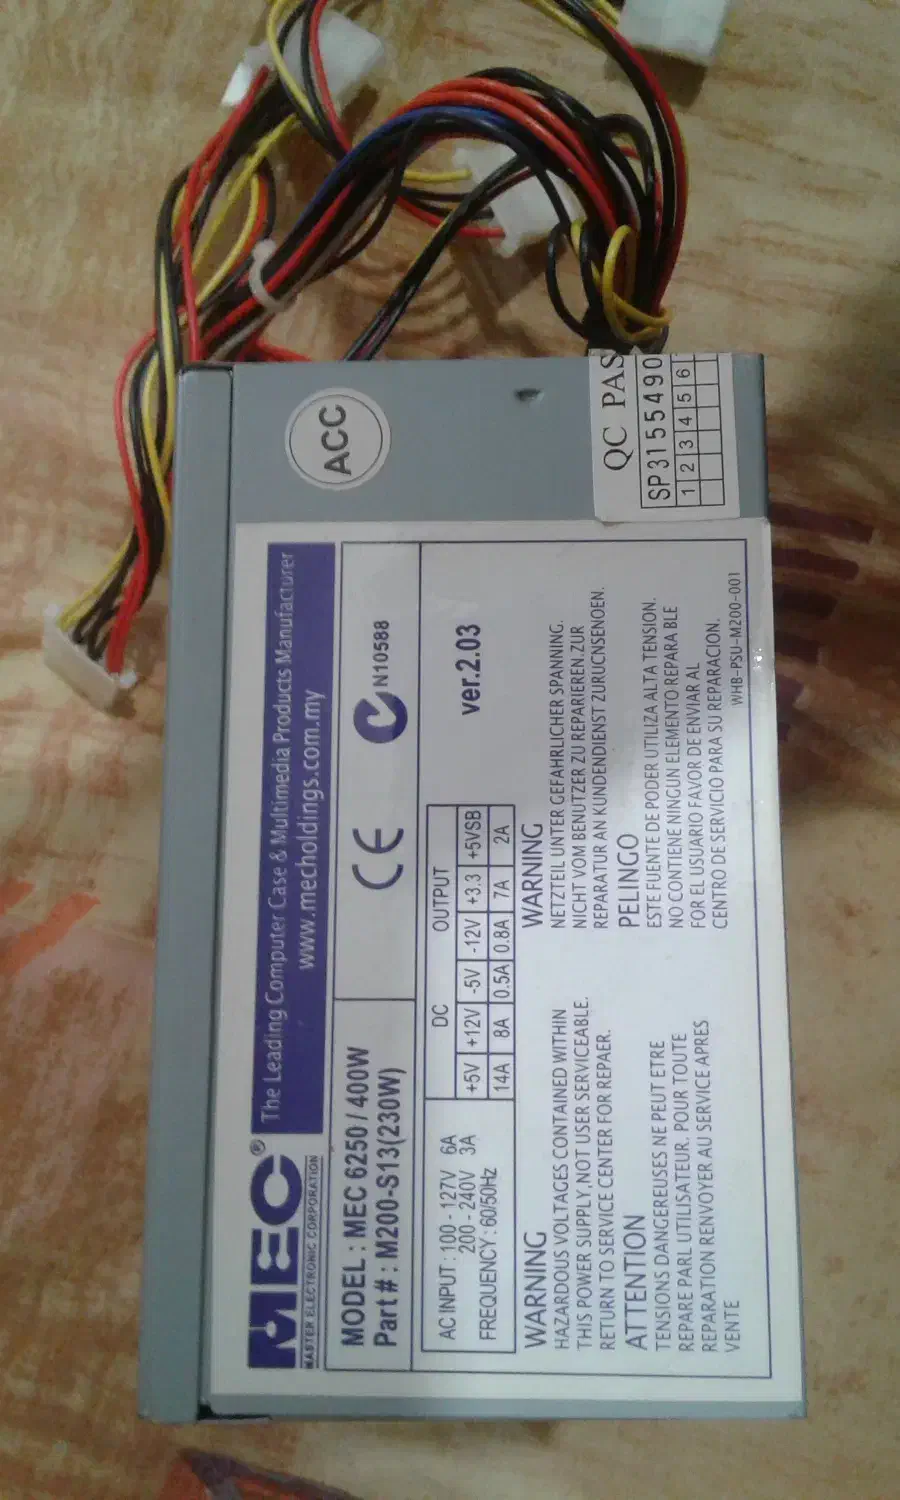 MEC®
MASTER ELECTRONIC CORPORATION
The Leading Computer Case & Multimedia Products Manufacturer
www.mecholdings.com.my
MODEL : MEC 6250 / 400W
Part # : M200-S13(230W)
CE
N10588
AC INPUT : 100 - 127V 6A
200 - 240V 3A
FREQUENCY : 60/50Hz
DC OUTPUT
+5V +12V -5V -12V +3.3 +5VSB
14A 8A 0.5A 0.8A 7A 2A
ver.2.03
WARNING
HAZARDOUS VOLTAGES CONTAINED WITHIN
THIS POWER SUPPLY,NOT USER SERVICEABLE.
RETURN TO SERVICE CENTER FOR REPAER.
ATTENTION
TENSIONS DANGEREUSES NE PEUT ETRE
REPARE PARL UTILISATEUR. POUR TOUTE
REPARATION RENVOYER AU SERVICE APRES
VENTE
WARNING
NETZTEIL UNTER GEFAHRLICHER SPANNING.
NICHT VOM BENUTZER ZU REPARIEREN.ZUR
REPARATUR AN KUNDENDIENST ZURUCNSENOEN.
PELINGO
ESTE FUENTE DE PODER UTILIZA ALTA TENSION.
NO CONTIENE NINGUN ELEMENTO REPARA BLE
FOR EL USUARIO FAVOR DE ENVIAR AL
CENTRO DE SERVICIO PARA SU REPARACION.
WHB-PSU-M200-001
ACC
QC PAS
SP3155490
1 2 3 4 5 6